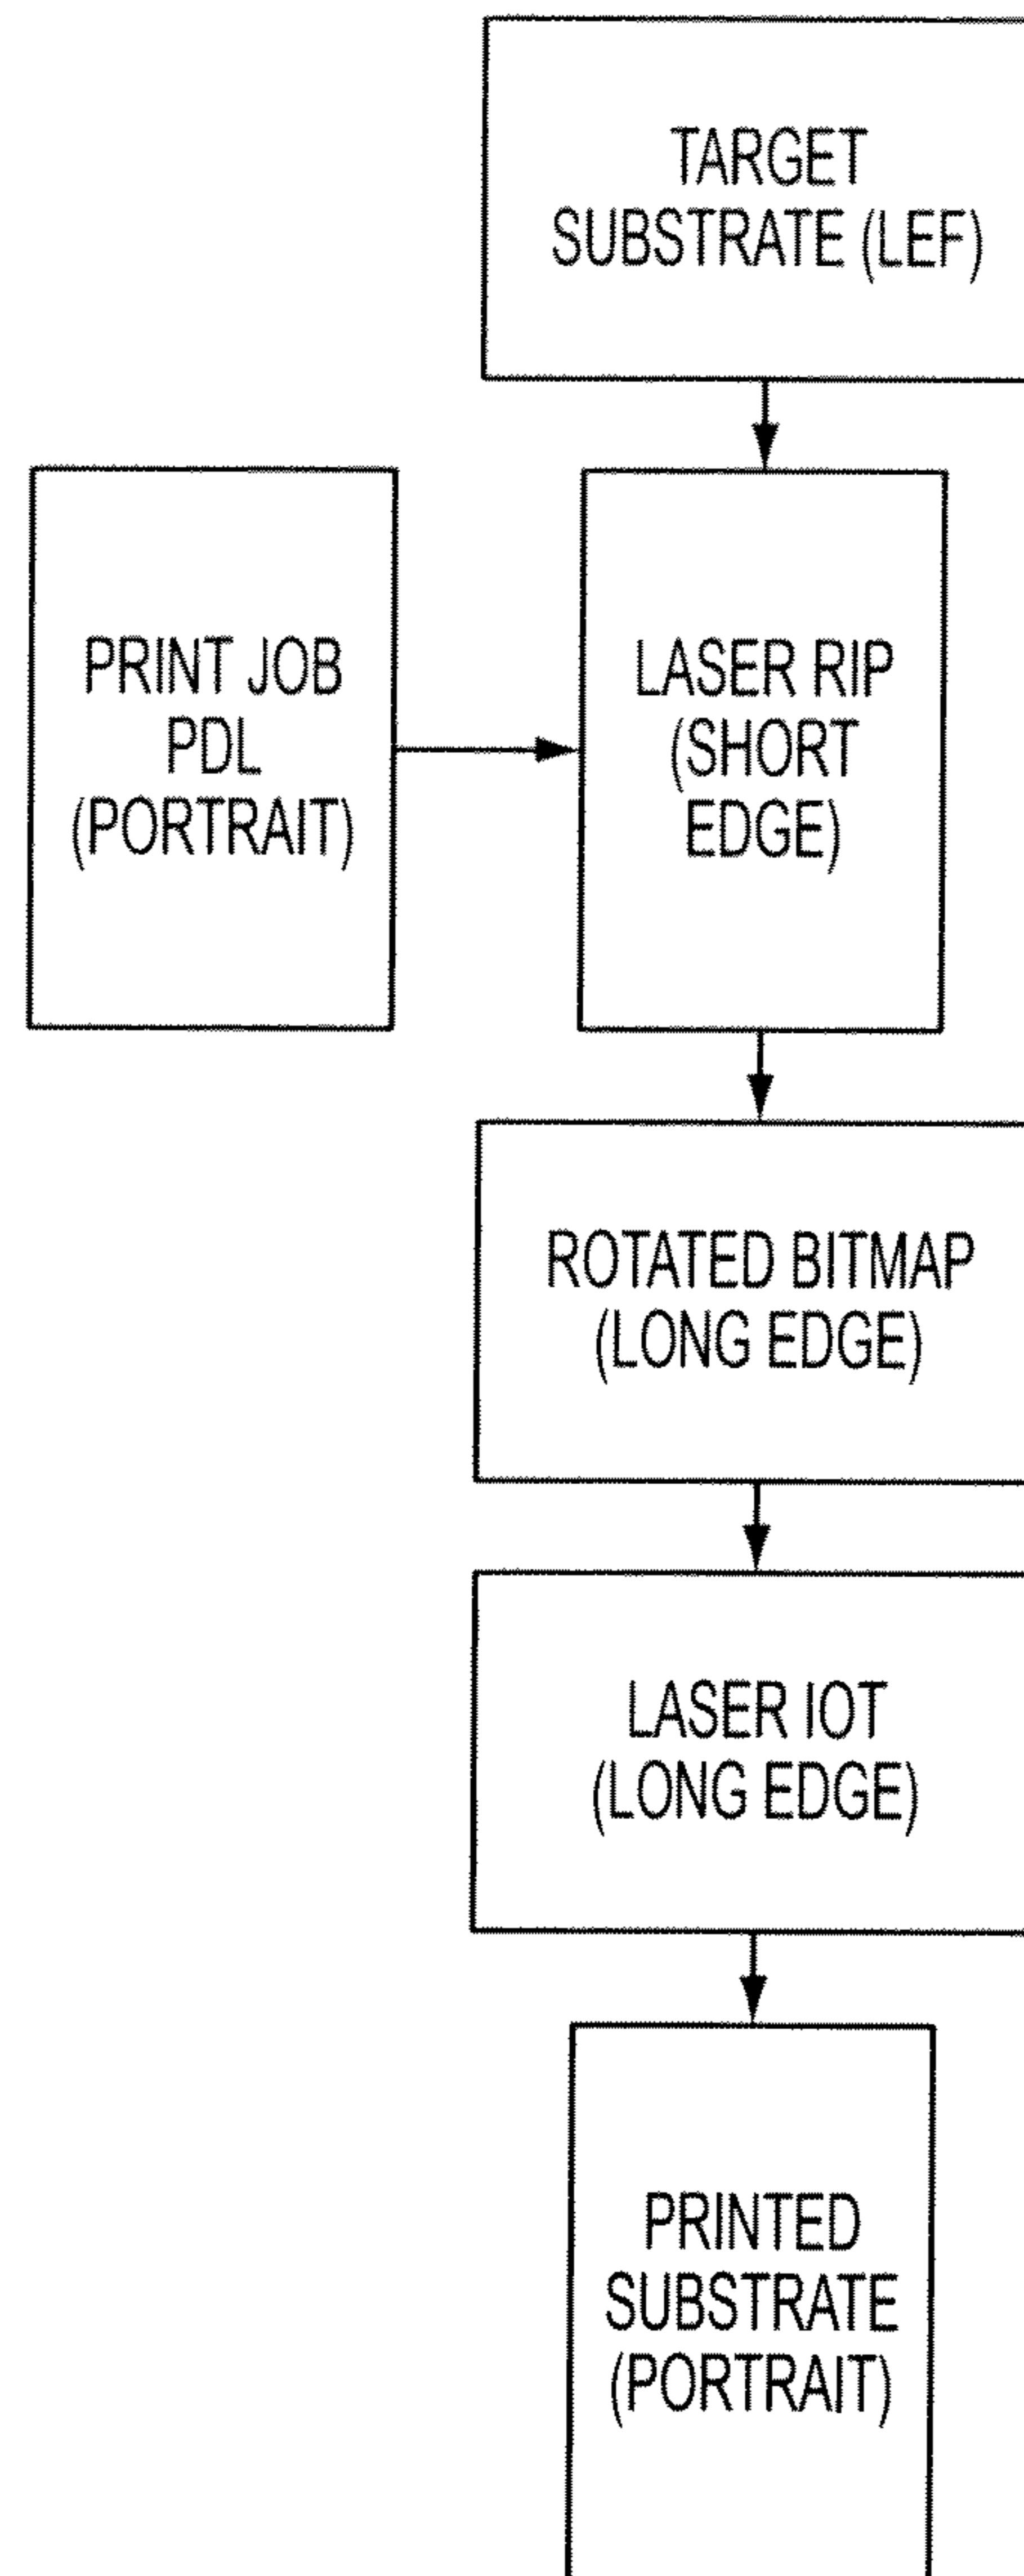 TARGET
SUBSTRATE (LEF)
PRINT JOB
PDL
(PORTRAIT)
LASER RIP
(SHORT
EDGE)
ROTATED BITMAP
(LONG EDGE)
LASER IOT
(LONG EDGE)
PRINTED
SUBSTRATE
(PORTRAIT)